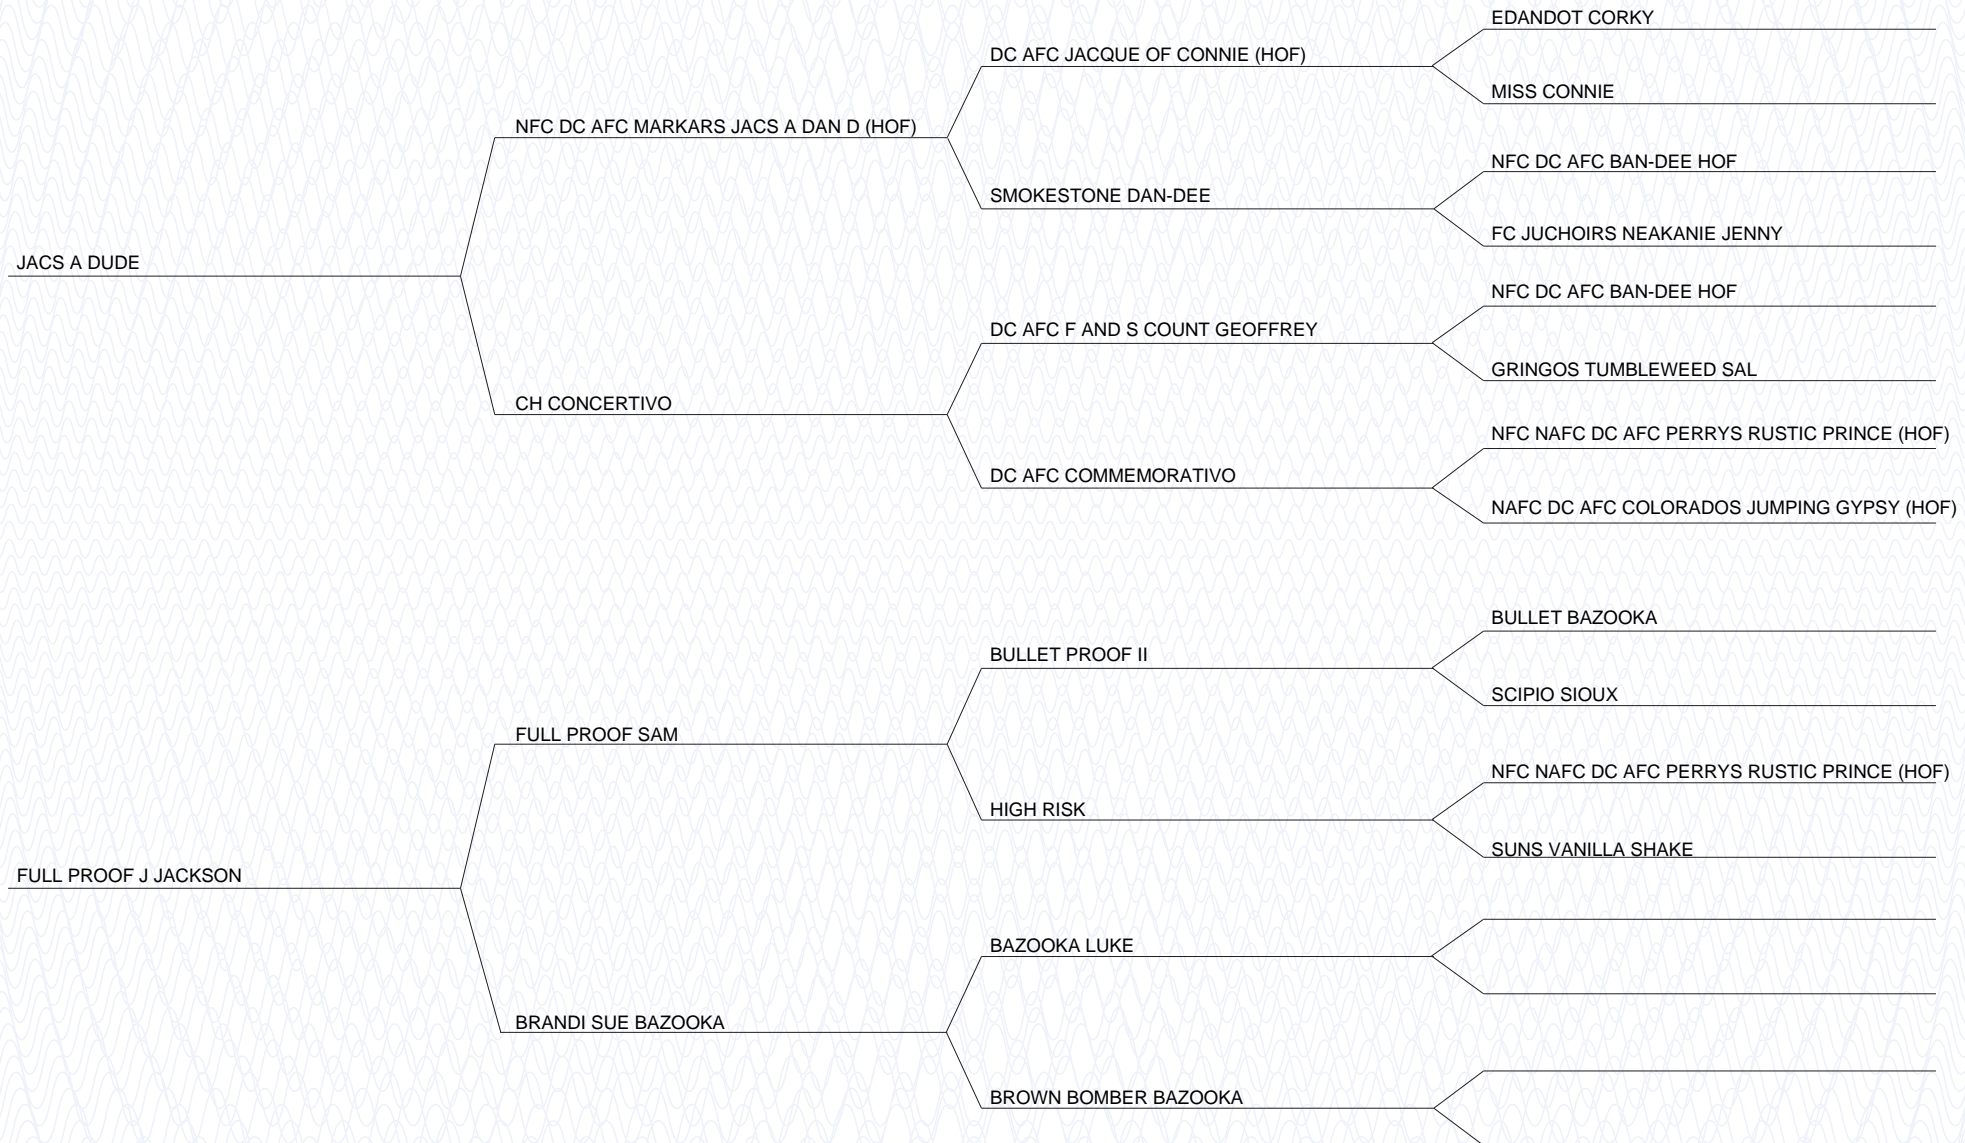 EDANDOT CORKY
DC AFC JACQUE OF CONNIE (HOF)
MISS CONNIE
NFC DC AFC MARKARS JACS A DAN D (HOF)
NFC DC AFC BAN-DEE HOF
SMOKESTONE DAN-DEE
FC JUCHOIRS NEAKANIE JENNY
JACS A DUDE
NFC DC AFC BAN-DEE HOF
DC AFC F AND S COUNT GEOFFREY
GRINGOS TUMBLEWEED SAL
CH CONCERTIVO
NFC NAFC DC AFC PERRYS RUSTIC PRINCE (HOF)
DC AFC COMMEMORATIVO
NAFC DC AFC COLORADOS JUMPING GYPSY (HOF)
BULLET BAZOOKA
BULLET PROOF II
SCIPIO SIOUX
FULL PROOF SAM
NFC NAFC DC AFC PERRYS RUSTIC PRINCE (HOF)
HIGH RISK
SUNS VANILLA SHAKE
FULL PROOF J JACKSON
BAZOOKA LUKE
BRANDI SUE BAZOOKA
BROWN BOMBER BAZOOKA